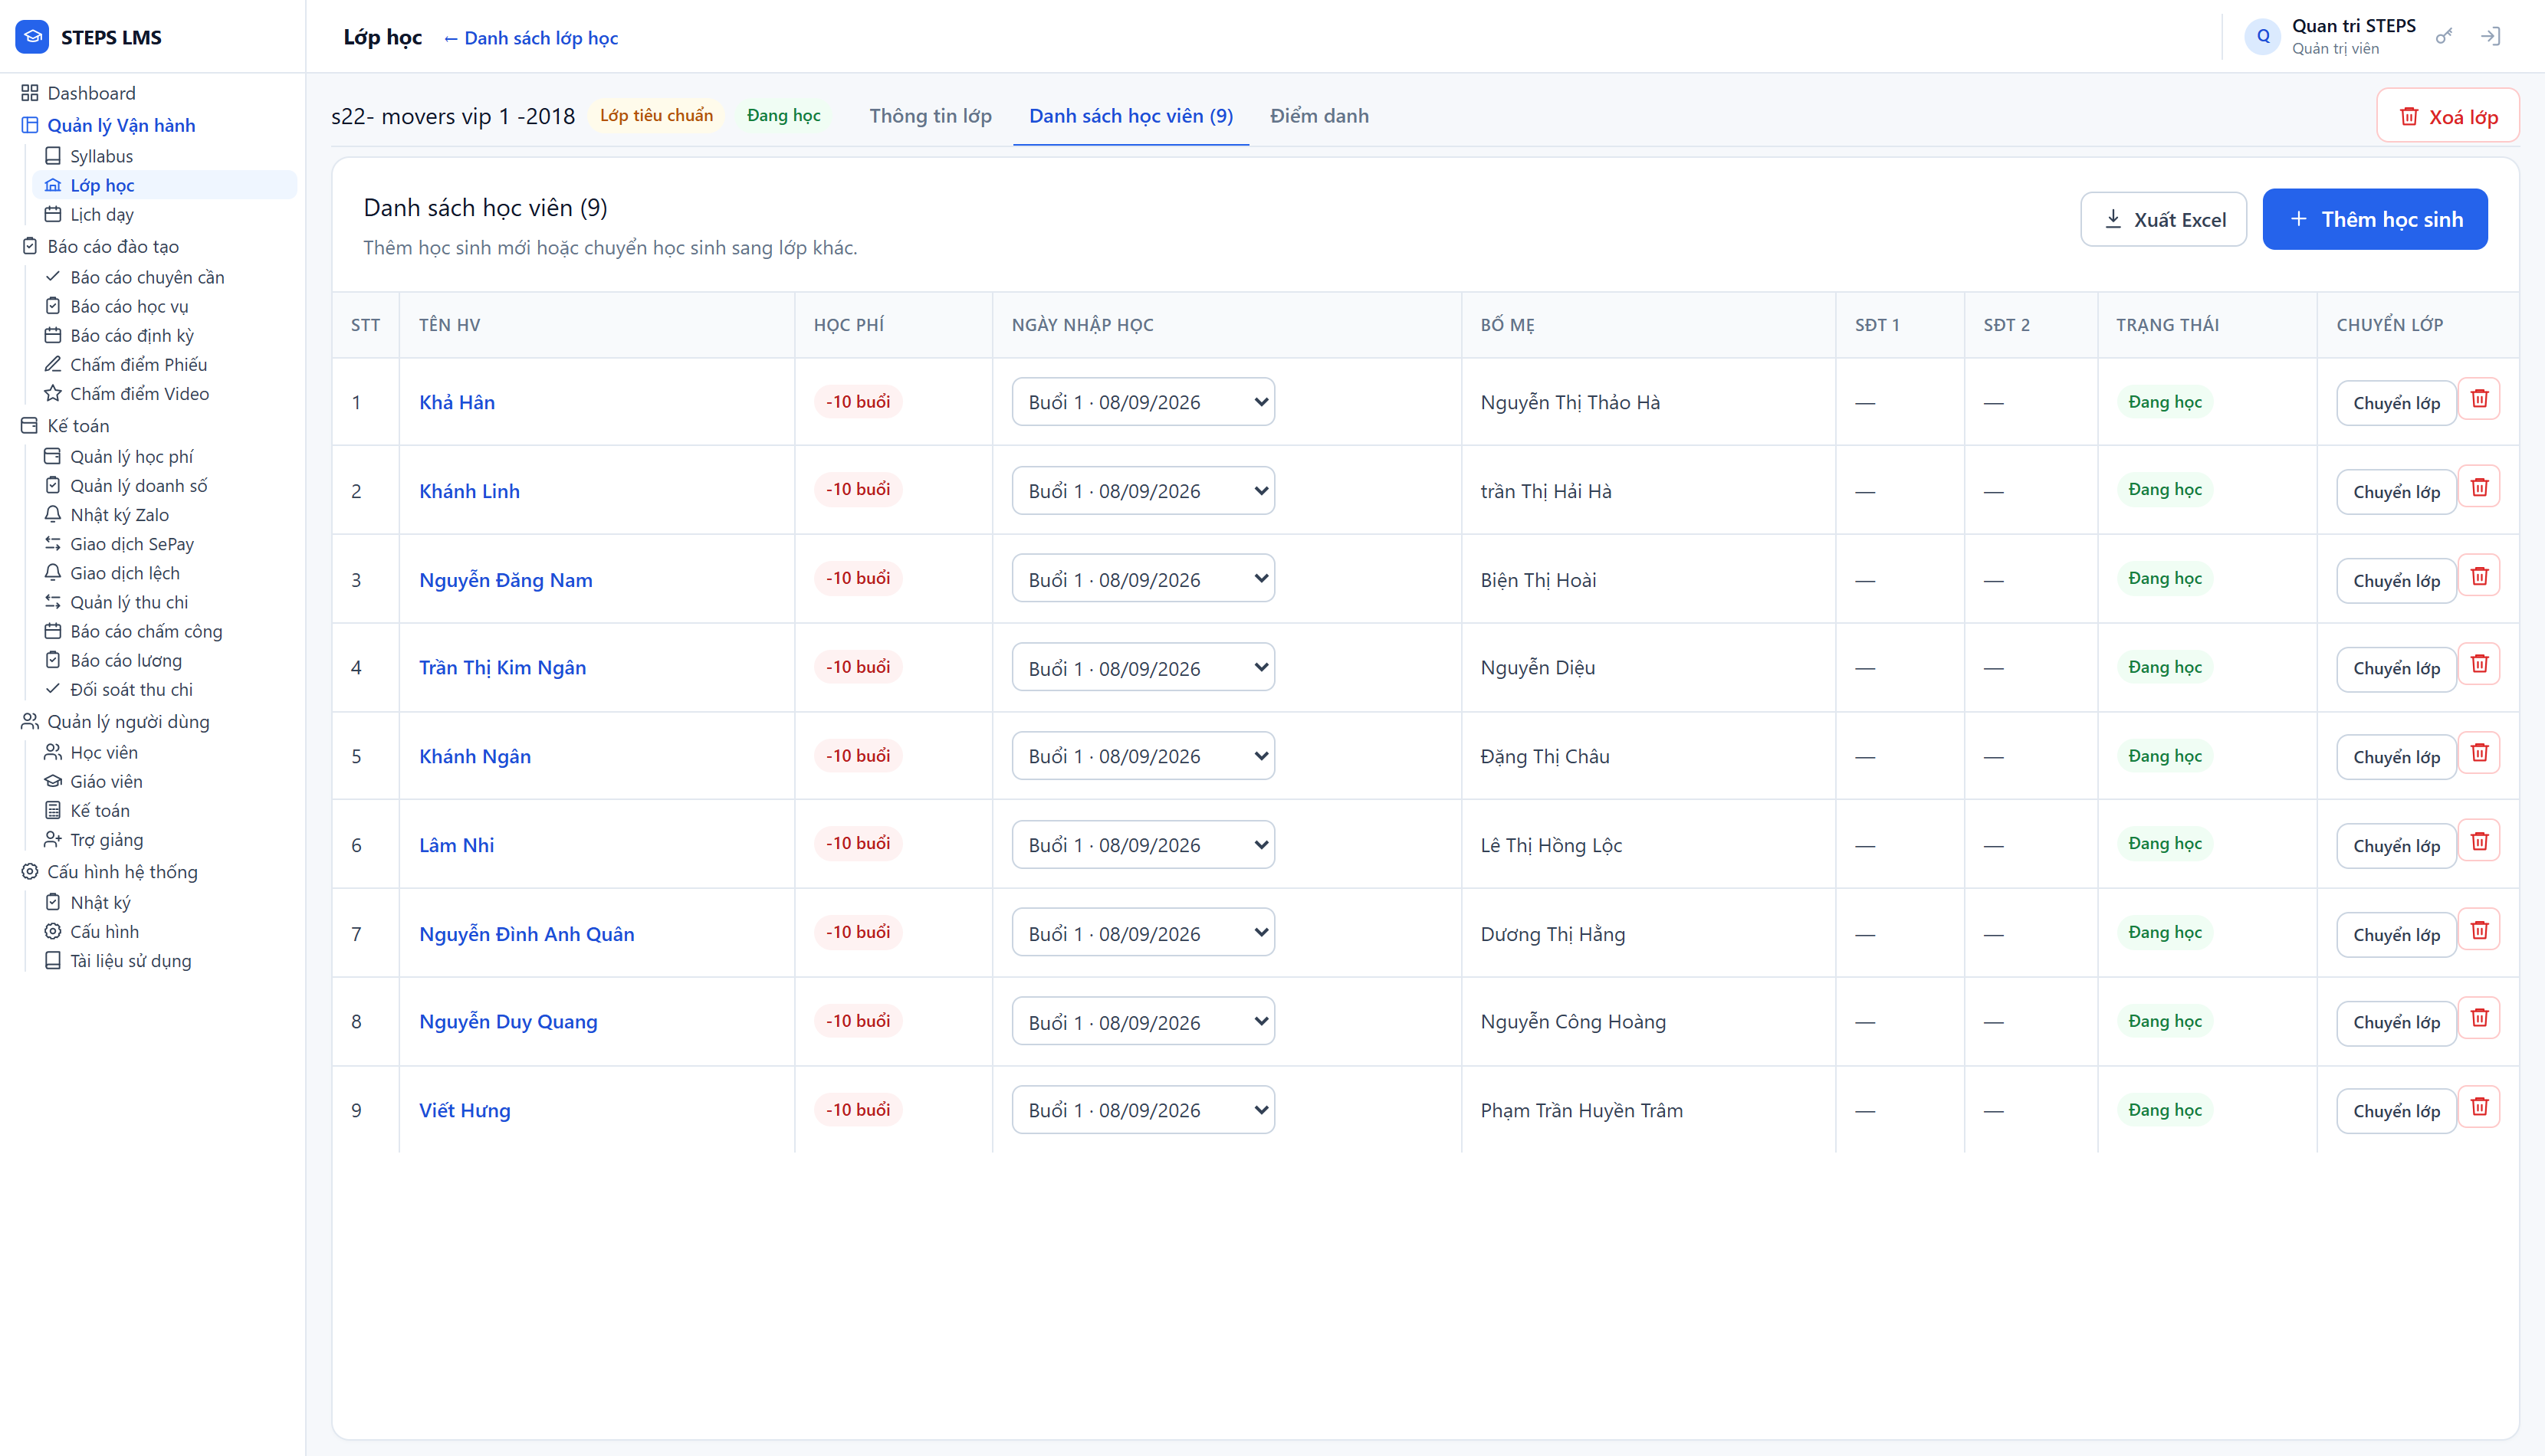 STEPS LMS
Lớp học ← Danh sách lớp học
Q
Quan tri STEPS
Quản trị viên
Dashboard
Quản lý Vận hành
Syllabus
Lớp học
Lịch dạy
Báo cáo đào tạo
Báo cáo chuyên cần
Báo cáo học vụ
Báo cáo định kỳ
Chấm điểm Phiếu
Chấm điểm Video
Kế toán
Quản lý học phí
Quản lý doanh số
Nhật ký Zalo
Giao dịch SePay
Giao dịch lệch
Quản lý thu chi
Báo cáo chấm công
Báo cáo lương
Đối soát thu chi
Quản lý người dùng
Học viên
Giáo viên
Kế toán
Trợ giảng
Cấu hình hệ thống
Nhật ký
Cấu hình
Tài liệu sử dụng
s22- movers vip 1 -2018 Lớp tiêu chuẩn Đang học Thông tin lớp Danh sách học viên (9) Điểm danh Xoá lớp
Danh sách học viên (9)
Thêm học sinh mới hoặc chuyển học sinh sang lớp khác.
Xuất Excel + Thêm học sinh
STT TÊN HV HỌC PHÍ NGÀY NHẬP HỌC BỐ MẸ SĐT 1 SĐT 2 TRẠNG THÁI CHUYỂN LỚP
1 Khả Hân -10 buổi Buổi 1 · 08/09/2026 Nguyễn Thị Thảo Hà — — Đang học Chuyển lớp
2 Khánh Linh -10 buổi Buổi 1 · 08/09/2026 trần Thị Hải Hà — — Đang học Chuyển lớp
3 Nguyễn Đăng Nam -10 buổi Buổi 1 · 08/09/2026 Biện Thị Hoài — — Đang học Chuyển lớp
4 Trần Thị Kim Ngân -10 buổi Buổi 1 · 08/09/2026 Nguyễn Diệu — — Đang học Chuyển lớp
5 Khánh Ngân -10 buổi Buổi 1 · 08/09/2026 Đặng Thị Châu — — Đang học Chuyển lớp
6 Lâm Nhi -10 buổi Buổi 1 · 08/09/2026 Lê Thị Hồng Lộc — — Đang học Chuyển lớp
7 Nguyễn Đình Anh Quân -10 buổi Buổi 1 · 08/09/2026 Dương Thị Hằng — — Đang học Chuyển lớp
8 Nguyễn Duy Quang -10 buổi Buổi 1 · 08/09/2026 Nguyễn Công Hoàng — — Đang học Chuyển lớp
9 Viết Hưng -10 buổi Buổi 1 · 08/09/2026 Phạm Trần Huyền Trâm — — Đang học Chuyển lớp